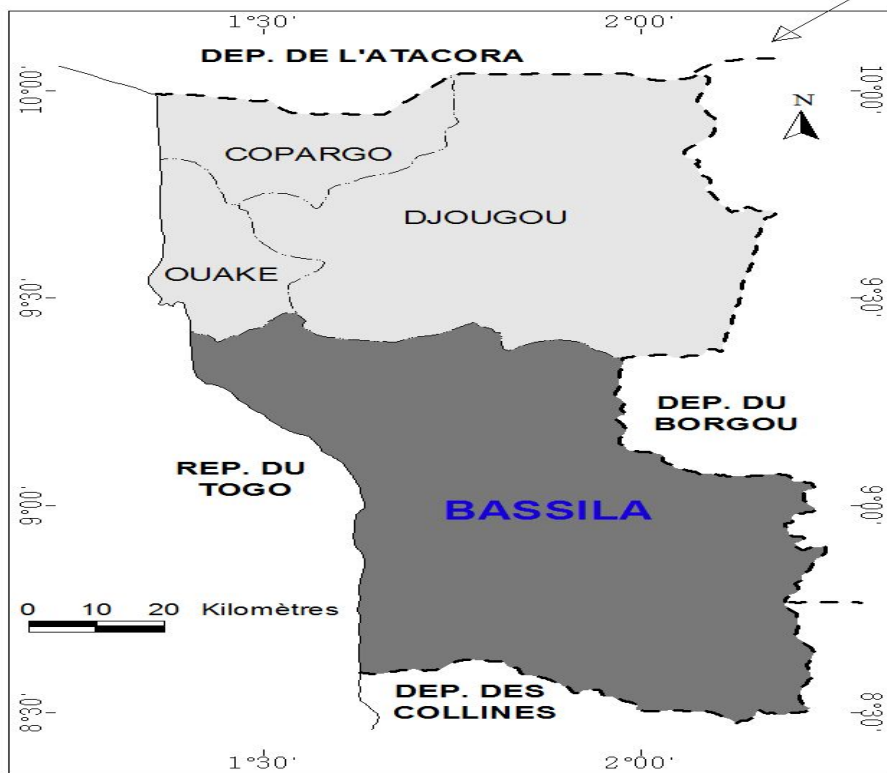 1°30' 2°00'
DEP. DE L'ATACORA
10°00' 10°00'
N
COPARGO
DJOUGOU
OUAKE
9°30' 9°30'
DEP. DU
BORGOU
REP. DU
TOGO
BASSILA
9°00' 9°00'
0 10 20 Kilomètres
DEP. DES
COLLINES
8°30' 8°30'
1°30' 2°00'